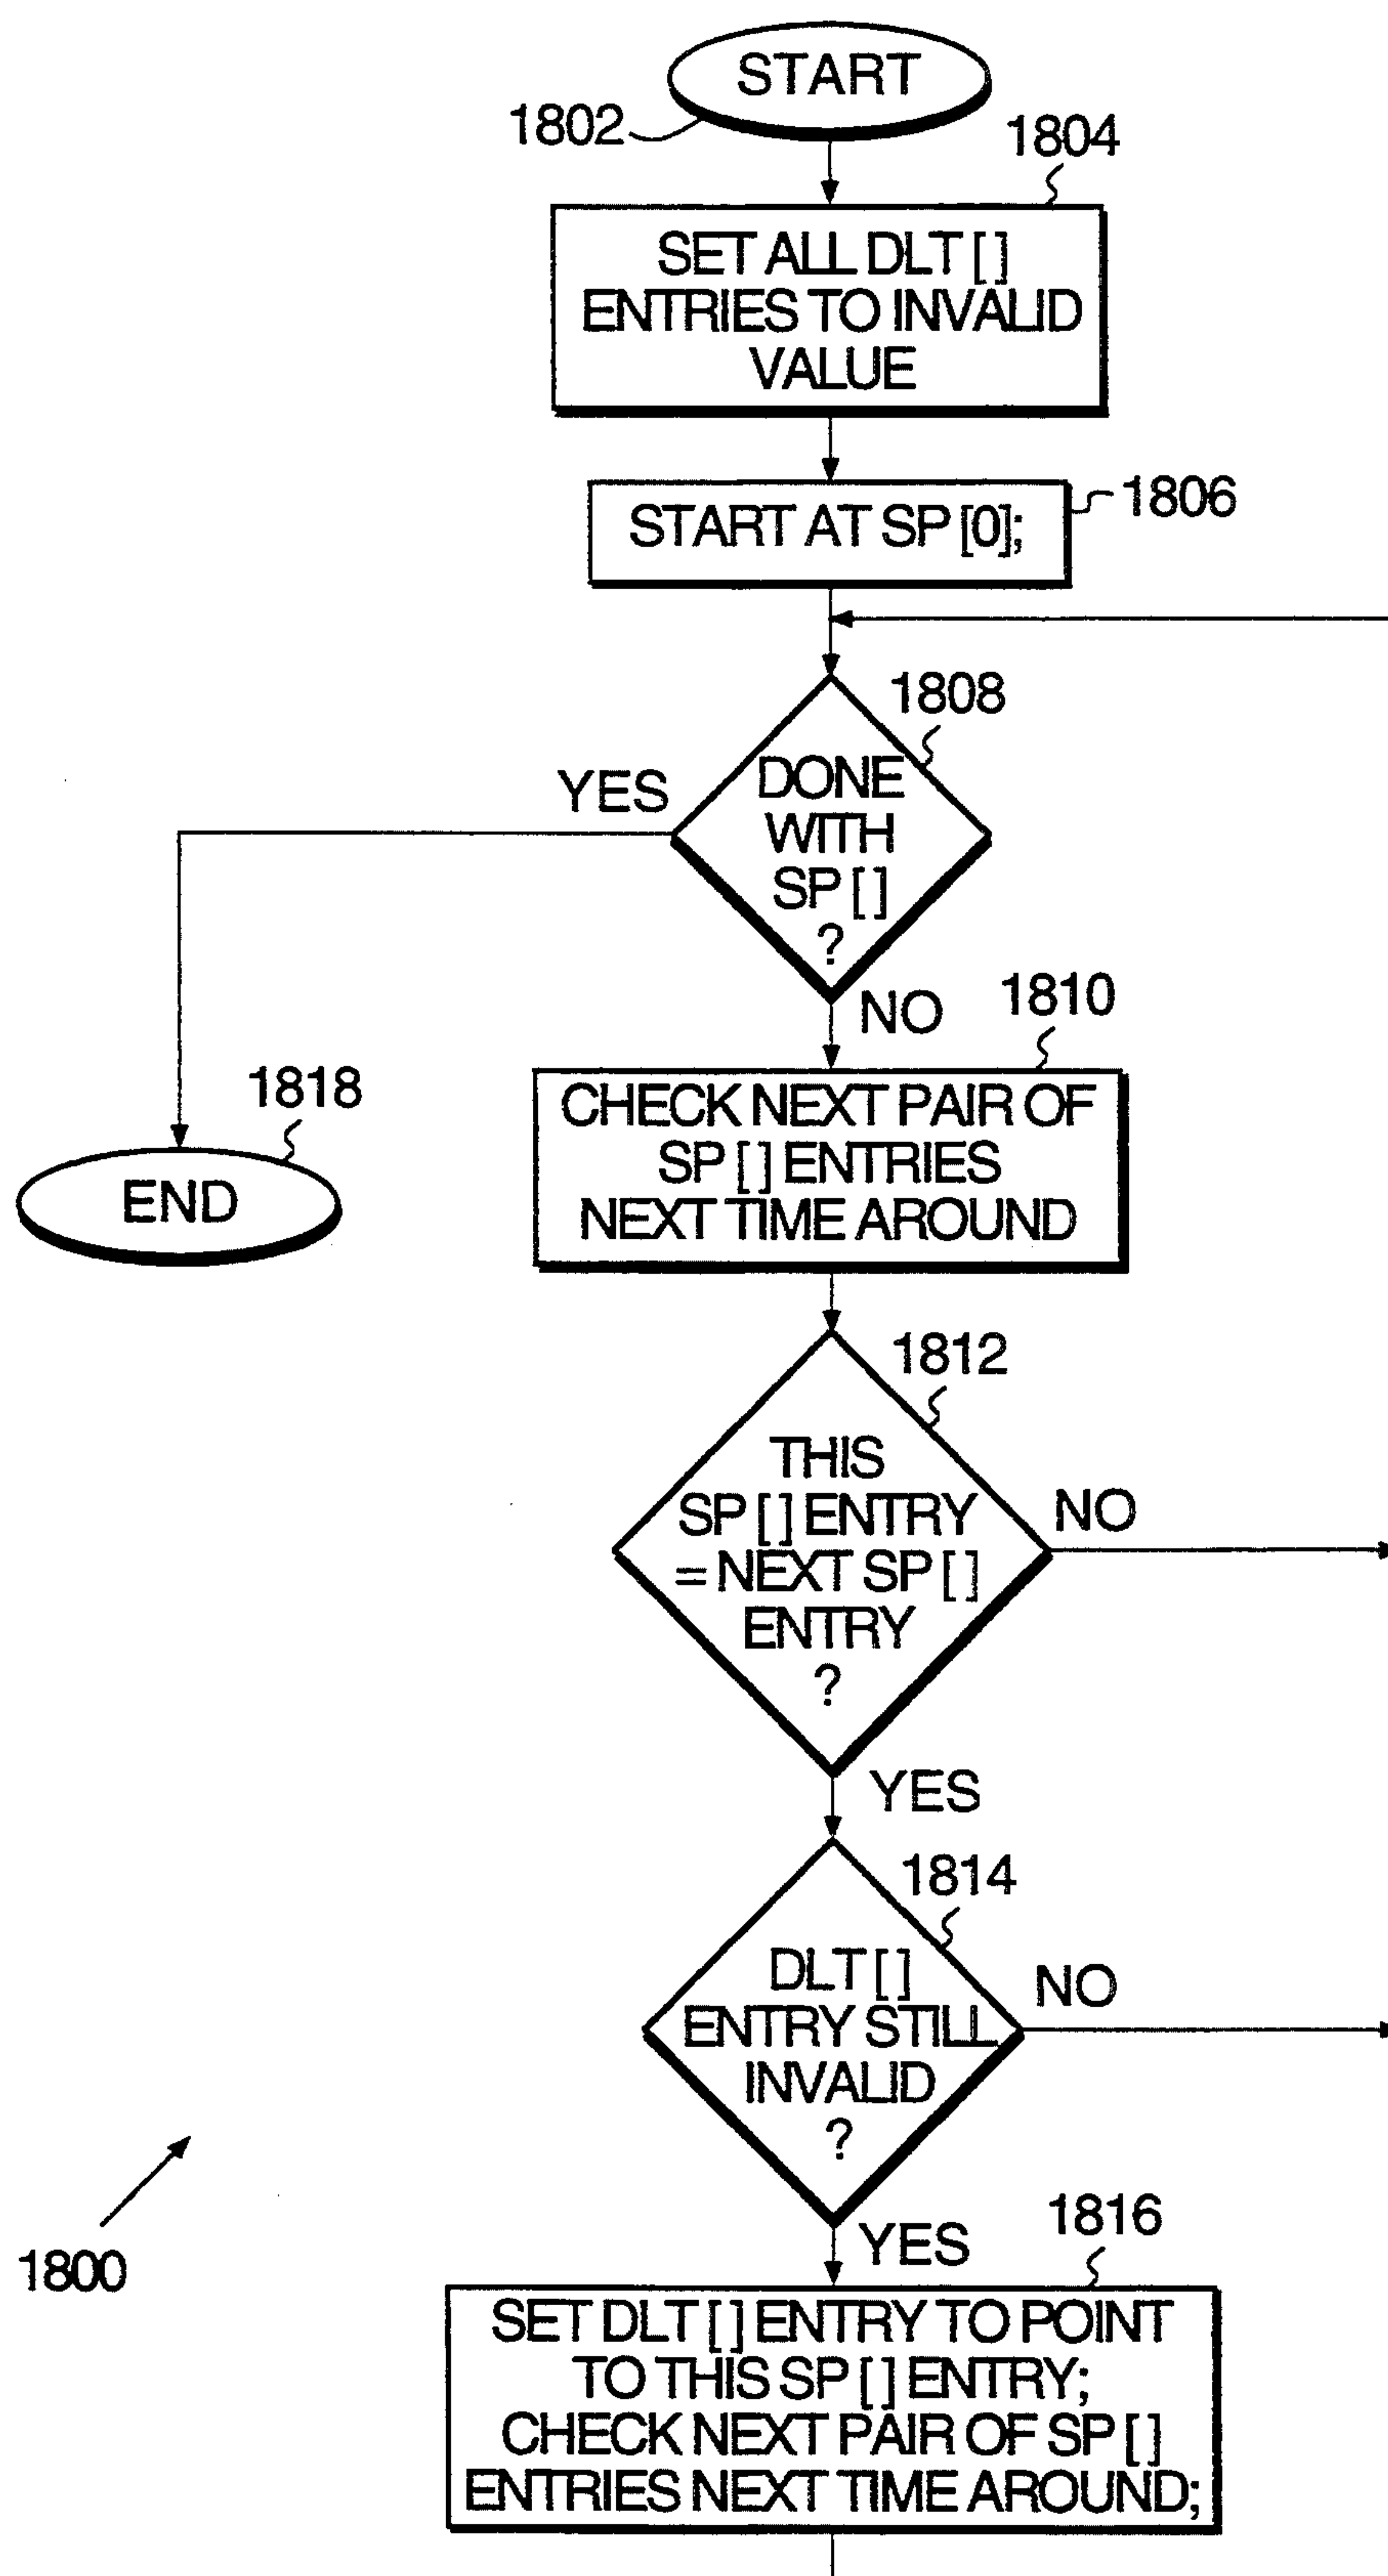 START
1802
1804
SET ALL DLT [ ]
ENTRIES TO INVALID
VALUE
START AT SP [0];
1806
1808
YES
DONE
WITH
SP [ ]
?
NO
1810
1818
CHECK NEXT PAIR OF
SP [ ] ENTRIES
NEXT TIME AROUND
END
1812
THIS
SP [ ] ENTRY
= NEXT SP [ ]
ENTRY
?
NO
YES
1814
DLT [ ]
ENTRY STILL
INVALID
?
NO
YES
1816
1800
SET DLT [ ] ENTRY TO POINT
TO THIS SP [ ] ENTRY;
CHECK NEXT PAIR OF SP [ ]
ENTRIES NEXT TIME AROUND;